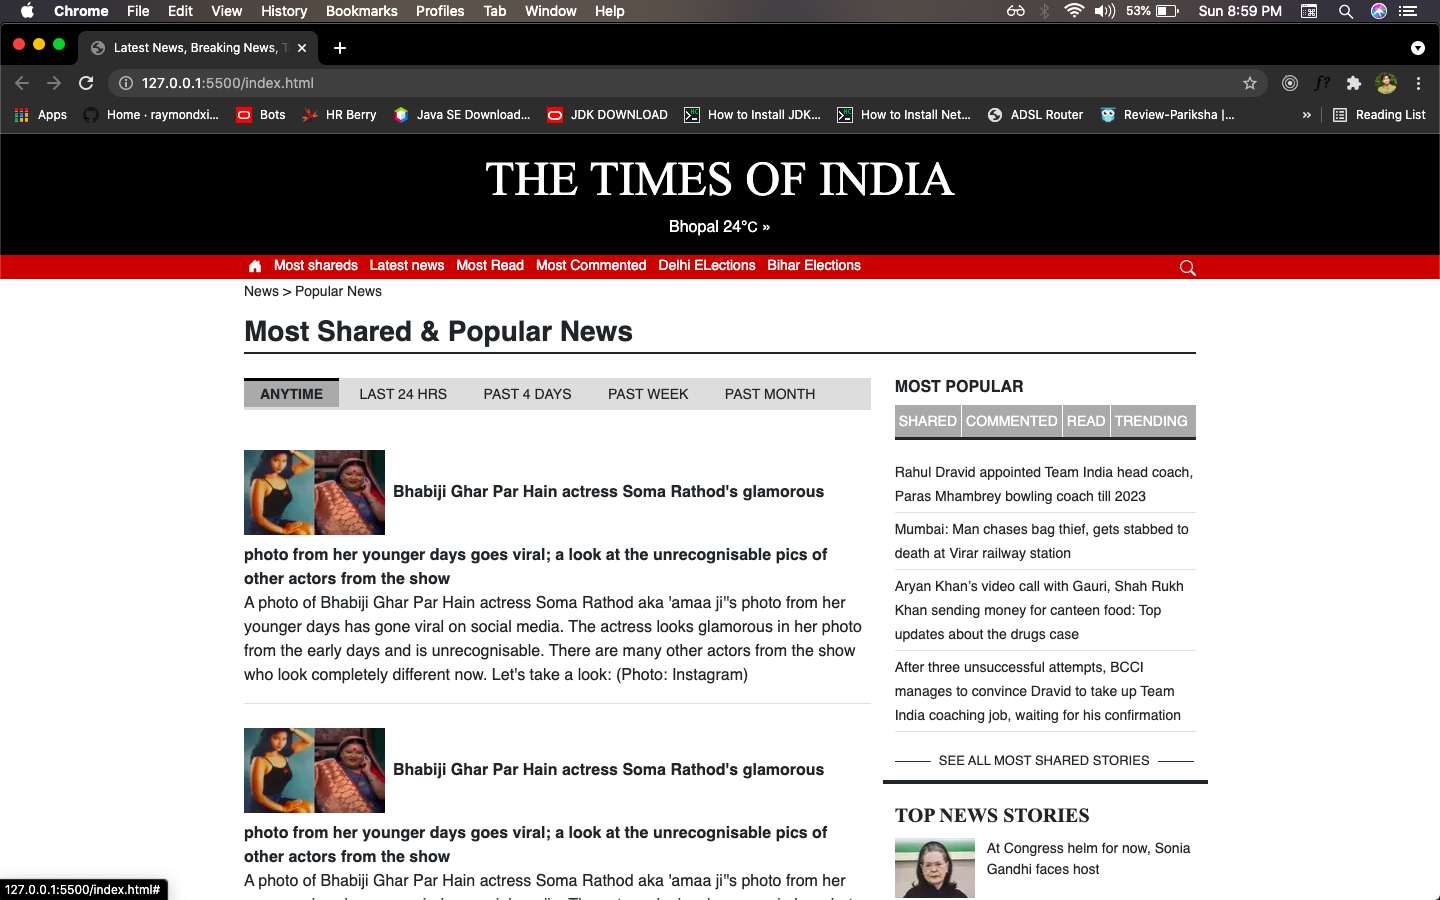 Chrome File Edit View History Bookmarks Profiles Tab Window Help 53% Sun 8:59 PM
Latest News, Breaking News,
127.0.0.1:5500/index.html
Apps Home · raymondxi... Bots HR Berry Java SE Download... JDK DOWNLOAD How to Install JDK... How to Install Net... ADSL Router Review-Pariksha |... » Reading List
THE TIMES OF INDIA
Bhopal 24°C »
Most shareds Latest news Most Read Most Commented Delhi ELections Bihar Elections
News > Popular News
Most Shared & Popular News
ANYTIME LAST 24 HRS PAST 4 DAYS PAST WEEK PAST MONTH
Bhabiji Ghar Par Hain actress Soma Rathod's glamorous
photo from her younger days goes viral; a look at the unrecognisable pics of
other actors from the show
A photo of Bhabiji Ghar Par Hain actress Soma Rathod aka 'amaa ji"s photo from her
younger days has gone viral on social media. The actress looks glamorous in her photo
from the early days and is unrecognisable. There are many other actors from the show
who look completely different now. Let's take a look: (Photo: Instagram)
Bhabiji Ghar Par Hain actress Soma Rathod's glamorous
photo from her younger days goes viral; a look at the unrecognisable pics of
other actors from the show
A photo of Bhabiji Ghar Par Hain actress Soma Rathod aka 'amaa ji"s photo from her
MOST POPULAR
SHARED COMMENTED READ TRENDING
Rahul Dravid appointed Team India head coach,
Paras Mhambrey bowling coach till 2023
Mumbai: Man chases bag thief, gets stabbed to
death at Virar railway station
Aryan Khan's video call with Gauri, Shah Rukh
Khan sending money for canteen food: Top
updates about the drugs case
After three unsuccessful attempts, BCCI
manages to convince Dravid to take up Team
India coaching job, waiting for his confirmation
SEE ALL MOST SHARED STORIES
TOP NEWS STORIES
At Congress helm for now, Sonia
Gandhi faces host
127.0.0.1:5500/index.html#